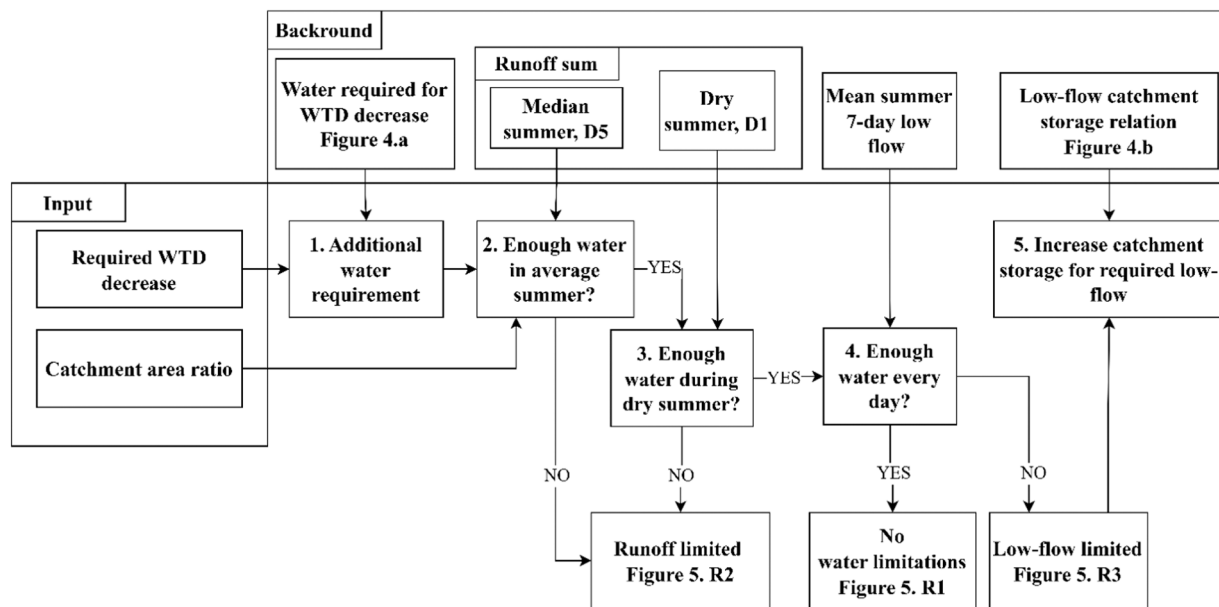 Backround
Runoff sum
Water required for
WTD decrease
Figure 4.a
Median
summer, D5
Dry
summer, D1
Mean summer
7-day low
flow
Low-flow catchment
storage relation
Figure 4.b
Input
Required WTD
decrease
1. Additional
water
requirement
2. Enough water
in average
summer?
YES
5. Increase catchment
storage for required low-
flow
Catchment area ratio
3. Enough
water during
dry summer?
YES
4. Enough
water every
day?
NO
NO
YES
NO
Runoff limited
Figure 5. R2
No
water limitations
Figure 5. R1
Low-flow limited
Figure 5. R3